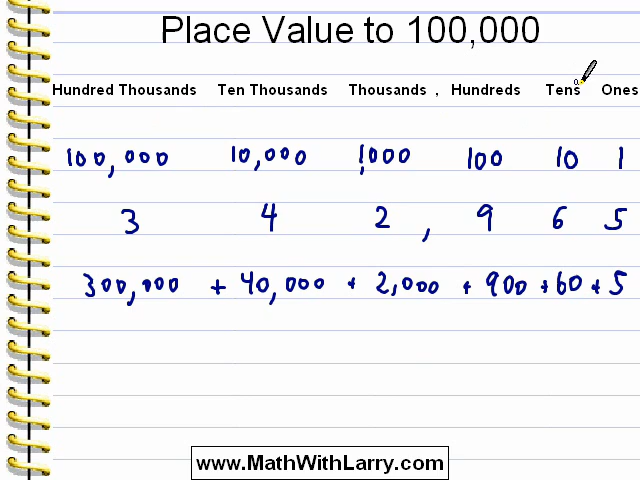 Place Value to 100,000
Hundred Thousands Ten Thousands Thousands , Hundreds Tens Ones
100,000 10,000 1,000 100 10 1
3 4 2 , 9 6 5
300,000 + 40,000 + 2,000 + 900 + 60 + 5
www.MathWithLarry.com